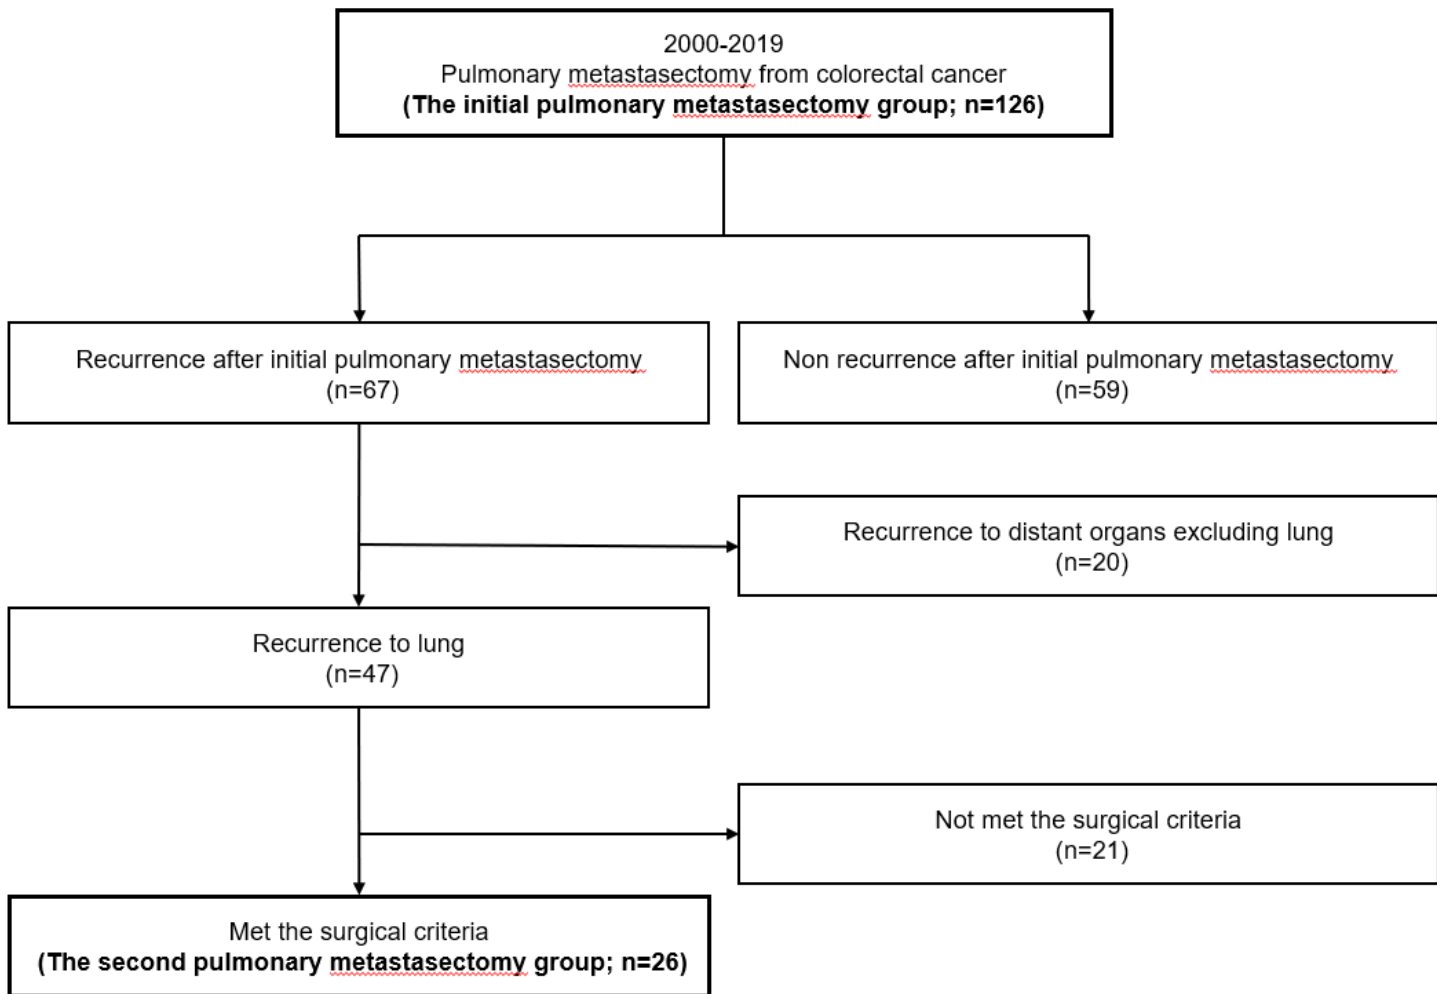 2000-2019
Pulmonary metastasectomy from colorectal cancer
(The initial pulmonary metastasectomy group; n=126)
Recurrence after initial pulmonary metastasectomy
(n=67)
Non recurrence after initial pulmonary metastasectomy
(n=59)
Recurrence to distant organs excluding lung
(n=20)
Recurrence to lung
(n=47)
Not met the surgical criteria
(n=21)
Met the surgical criteria
(The second pulmonary metastasectomy group; n=26)